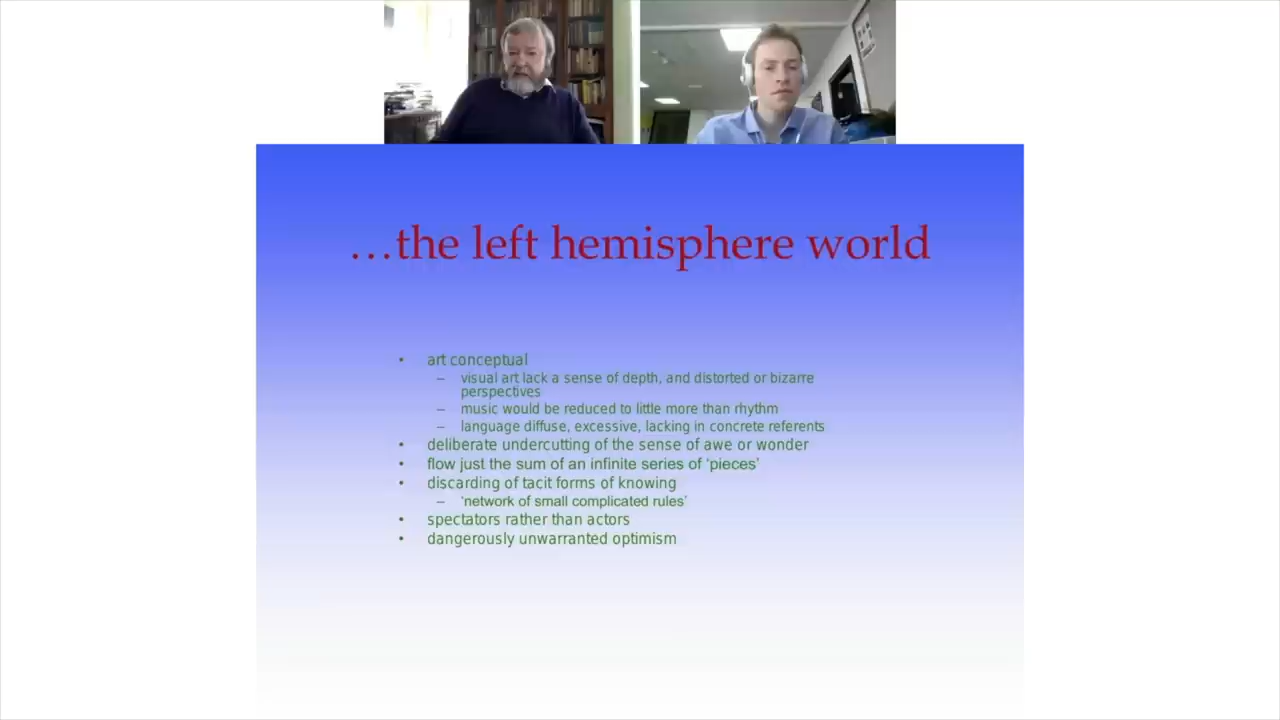 …the left hemisphere world
• art conceptual
– visual art lack a sense of depth, and distorted or bizarre
perspectives
– music would be reduced to little more than rhythm
– language diffuse, excessive, lacking in concrete referents
• deliberate undercutting of the sense of awe or wonder
• flow just the sum of an infinite series of ‘pieces’
• discarding of tacit forms of knowing
– ‘network of small complicated rules’
• spectators rather than actors
• dangerously unwarranted optimism